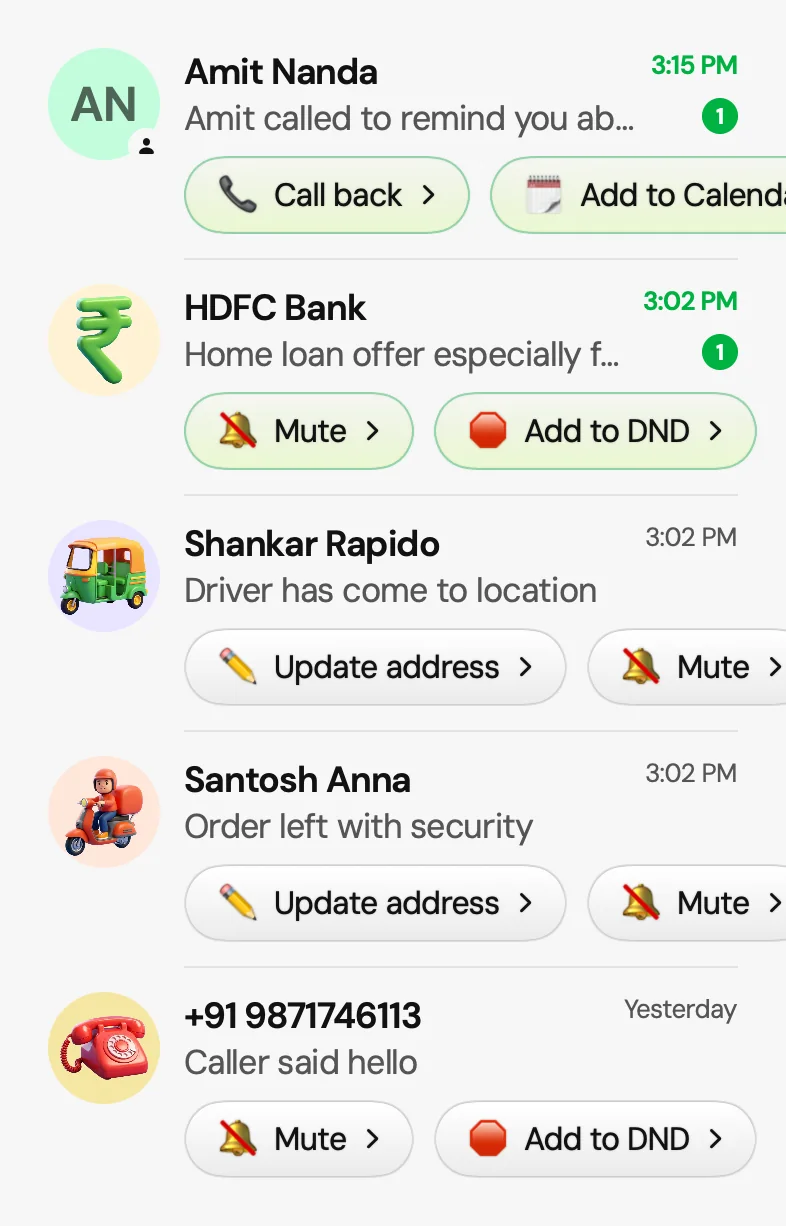 AN
Amit Nanda
3:15 PM
Amit called to remind you ab...
1
Call back
Add to Calenda
HDFC Bank
3:02 PM
Home loan offer especially f...
1
Mute
Add to DND
Shankar Rapido
3:02 PM
Driver has come to location
Update address
Mute
Santosh Anna
3:02 PM
Order left with security
Update address
Mute
+91 9871746113
Yesterday
Caller said hello
Mute
Add to DND